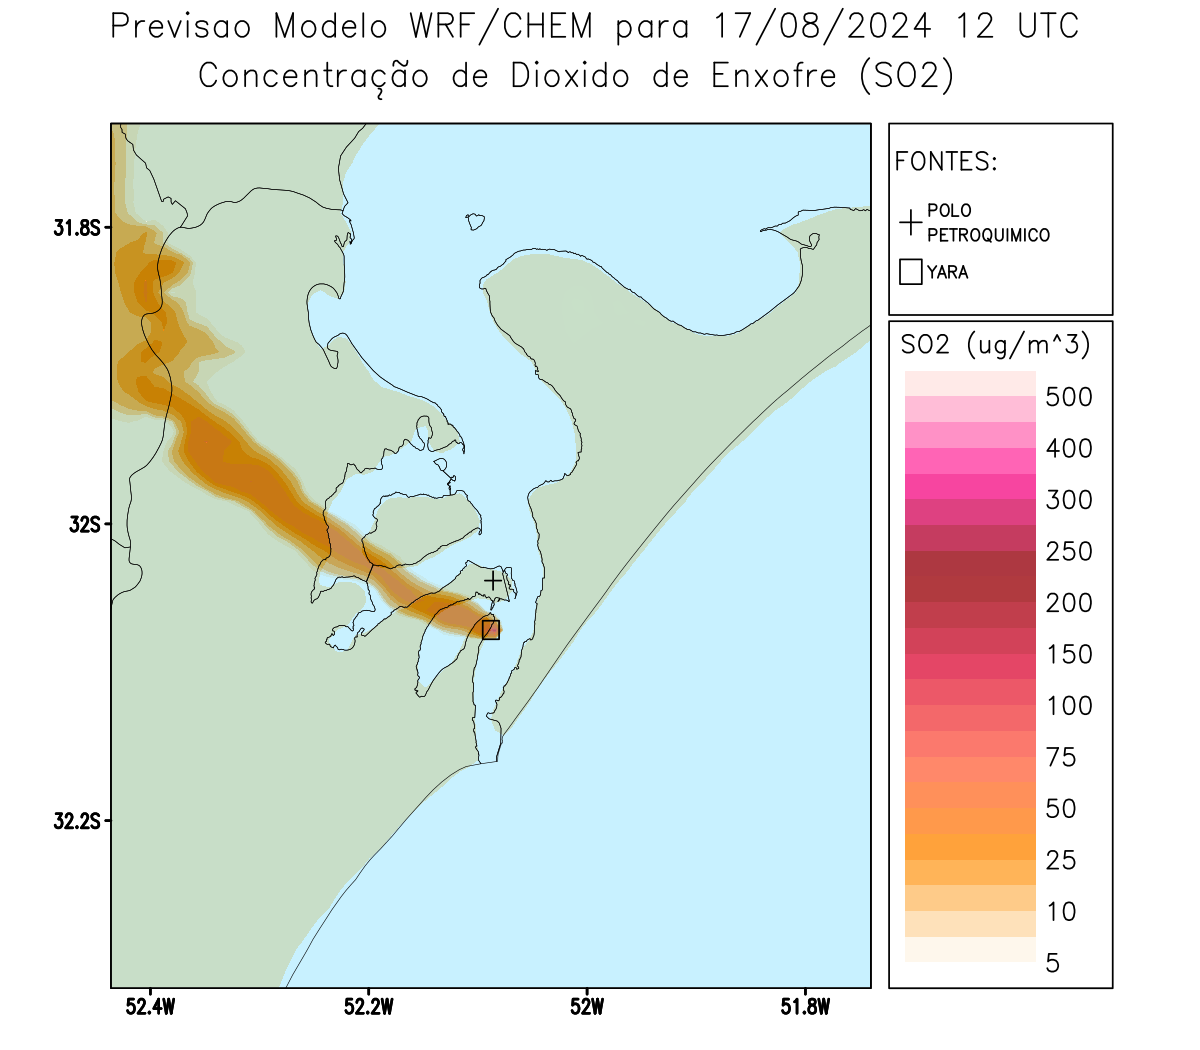 Previsao Modelo WRF/CHEM para 17/08/2024 12 UTC
Concentração de Dioxido de Enxofre (SO2)
FONTES:
POLO
PETROQUIMICO
YARA
31.8S
32S
32.2S
52.4W
52.2W
52W
51.8W
SO2 (ug/m^3)
500
400
300
250
200
150
100
75
50
25
10
5